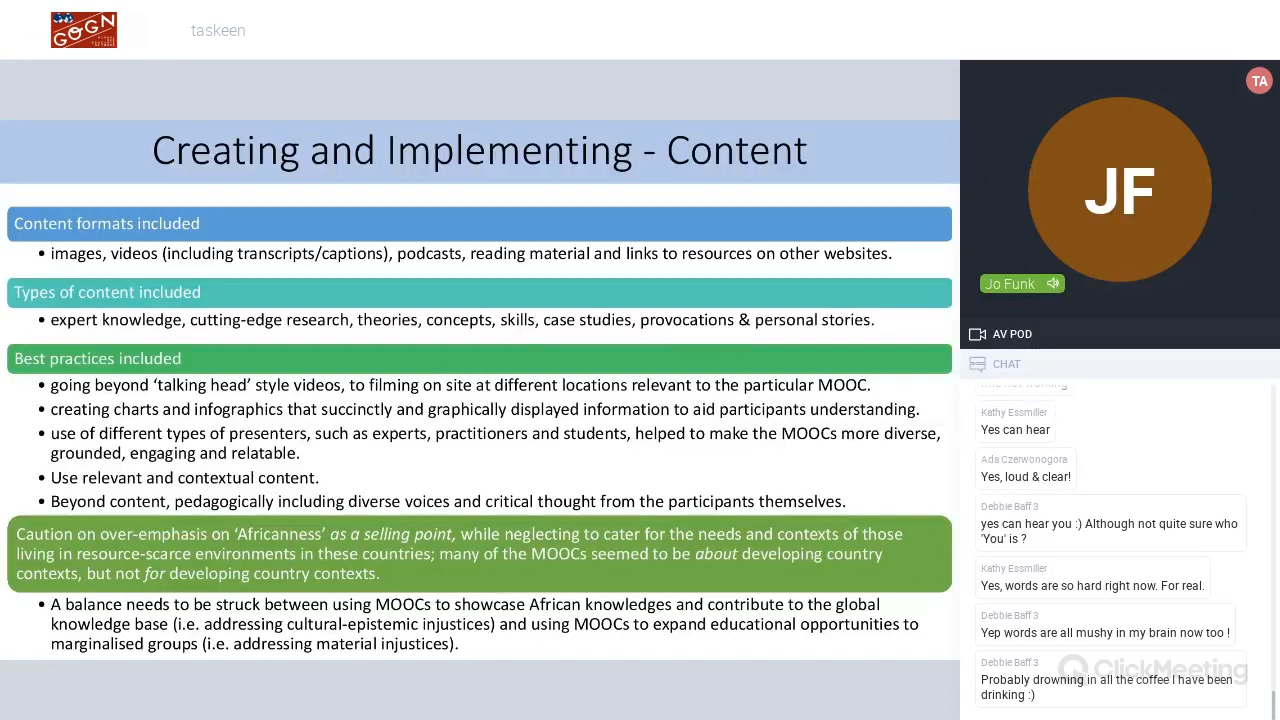 GO-GN
taskeen
Creating and Implementing - Content
Content formats included
• images, videos (including transcripts/captions), podcasts, reading material and links to resources on other websites.
Types of content included
• expert knowledge, cutting-edge research, theories, concepts, skills, case studies, provocations & personal stories.
Best practices included
• going beyond ‘talking head’ style videos, to filming on site at different locations relevant to the particular MOOC.
• creating charts and infographics that succinctly and graphically displayed information to aid participants understanding.
• use of different types of presenters, such as experts, practitioners and students, helped to make the MOOCs more diverse,
grounded, engaging and relatable.
• Use relevant and contextual content.
• Beyond content, pedagogically including diverse voices and critical thought from the participants themselves.
Caution on over-emphasis on ‘Africanness’ as a selling point, while neglecting to cater for the needs and contexts of those
living in resource-scarce environments in these countries; many of the MOOCs seemed to be about developing country
contexts, but not for developing country contexts.
• A balance needs to be struck between using MOOCs to showcase African knowledges and contribute to the global
knowledge base (i.e. addressing cultural-epistemic injustices) and using MOOCs to expand educational opportunities to
marginalised groups (i.e. addressing material injustices).
TA
JF
Jo Funk
AV POD
CHAT
Kathy Essmiller
Yes can hear
Ada Czerwonogora
Yes, loud & clear!
Debbie Baff 3
yes can hear you :) Although not quite sure who
'You' is ?
Kathy Essmiller
Yes, words are so hard right now. For real.
Debbie Baff 3
Yep words are all mushy in my brain now too !
Debbie Baff 3
Probably drowning in all the coffee I have been
drinking :)
ClickMeeting